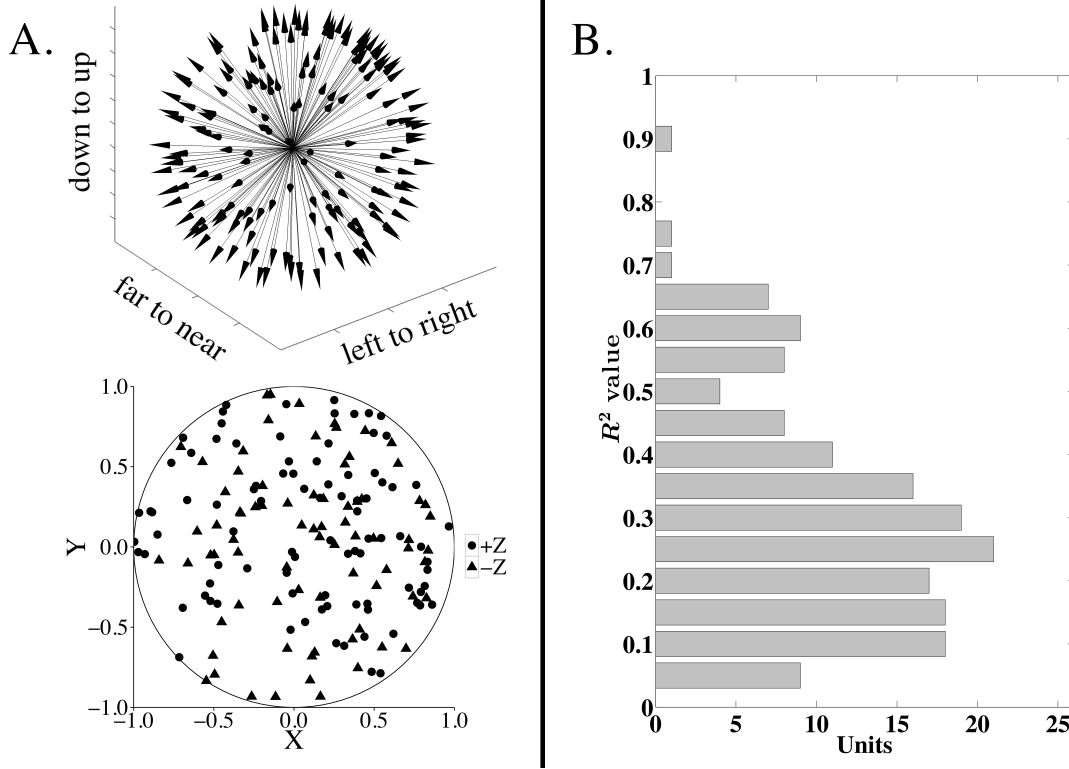 A.
down to up
far to near
left to right
1.0
0.5
0.0
−0.5
−1.0
Y
−1.0 −0.5 0.0 0.5 1.0
X
+Z
−Z
B.
1
0.9
0.8
0.7
0.6
0.5
0.4
0.3
0.2
0.1
0
R² value
0 5 10 15 20 25
Units